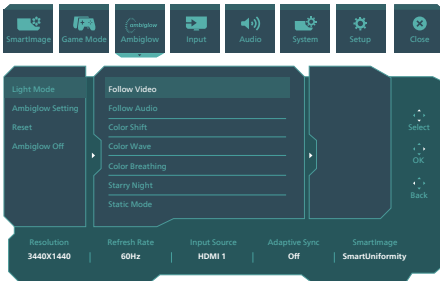 ambiglow
SmartImage Game Mode Ambiglow Input Audio System Setup Close
Light Mode
Ambiglow Setting
Reset
Ambiglow Off
Follow Video
Follow Audio
Color Shift
Color Wave
Color Breathing
Starry Night
Static Mode
Select
OK
Back
Resolution Refresh Rate Input Source Adaptive Sync SmartImage
3440X1440 | 60Hz | HDMI 1 | Off | SmartUniformity